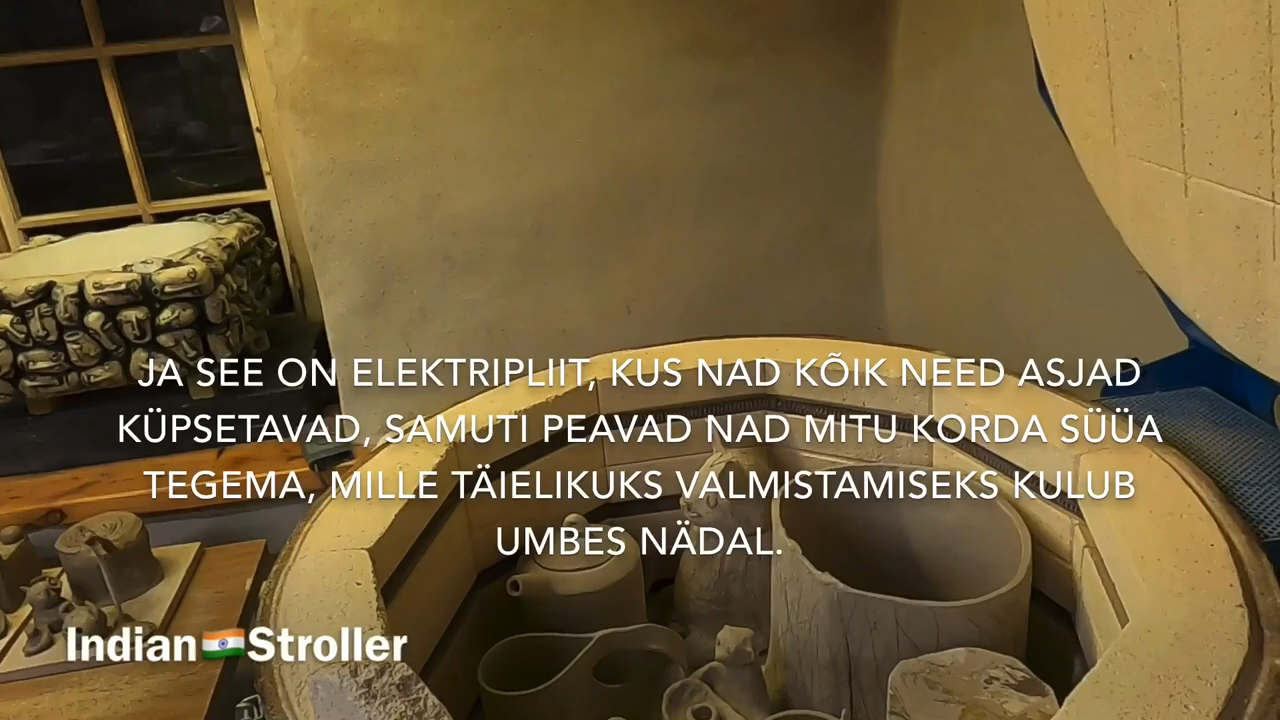 JA SEE ON ELEKTRIPLIIT, KUS NAD KÕIK NEED ASJAD
KÜPSETAVAD, SAMUTI PEAVAD NAD MITU KORDA SÜÜA
TEGEMA, MILLE TÄIELIKUKS VALMISTAMISEKS KULUB
UMBES NÄDAL.
Indian🇮🇳Stroller